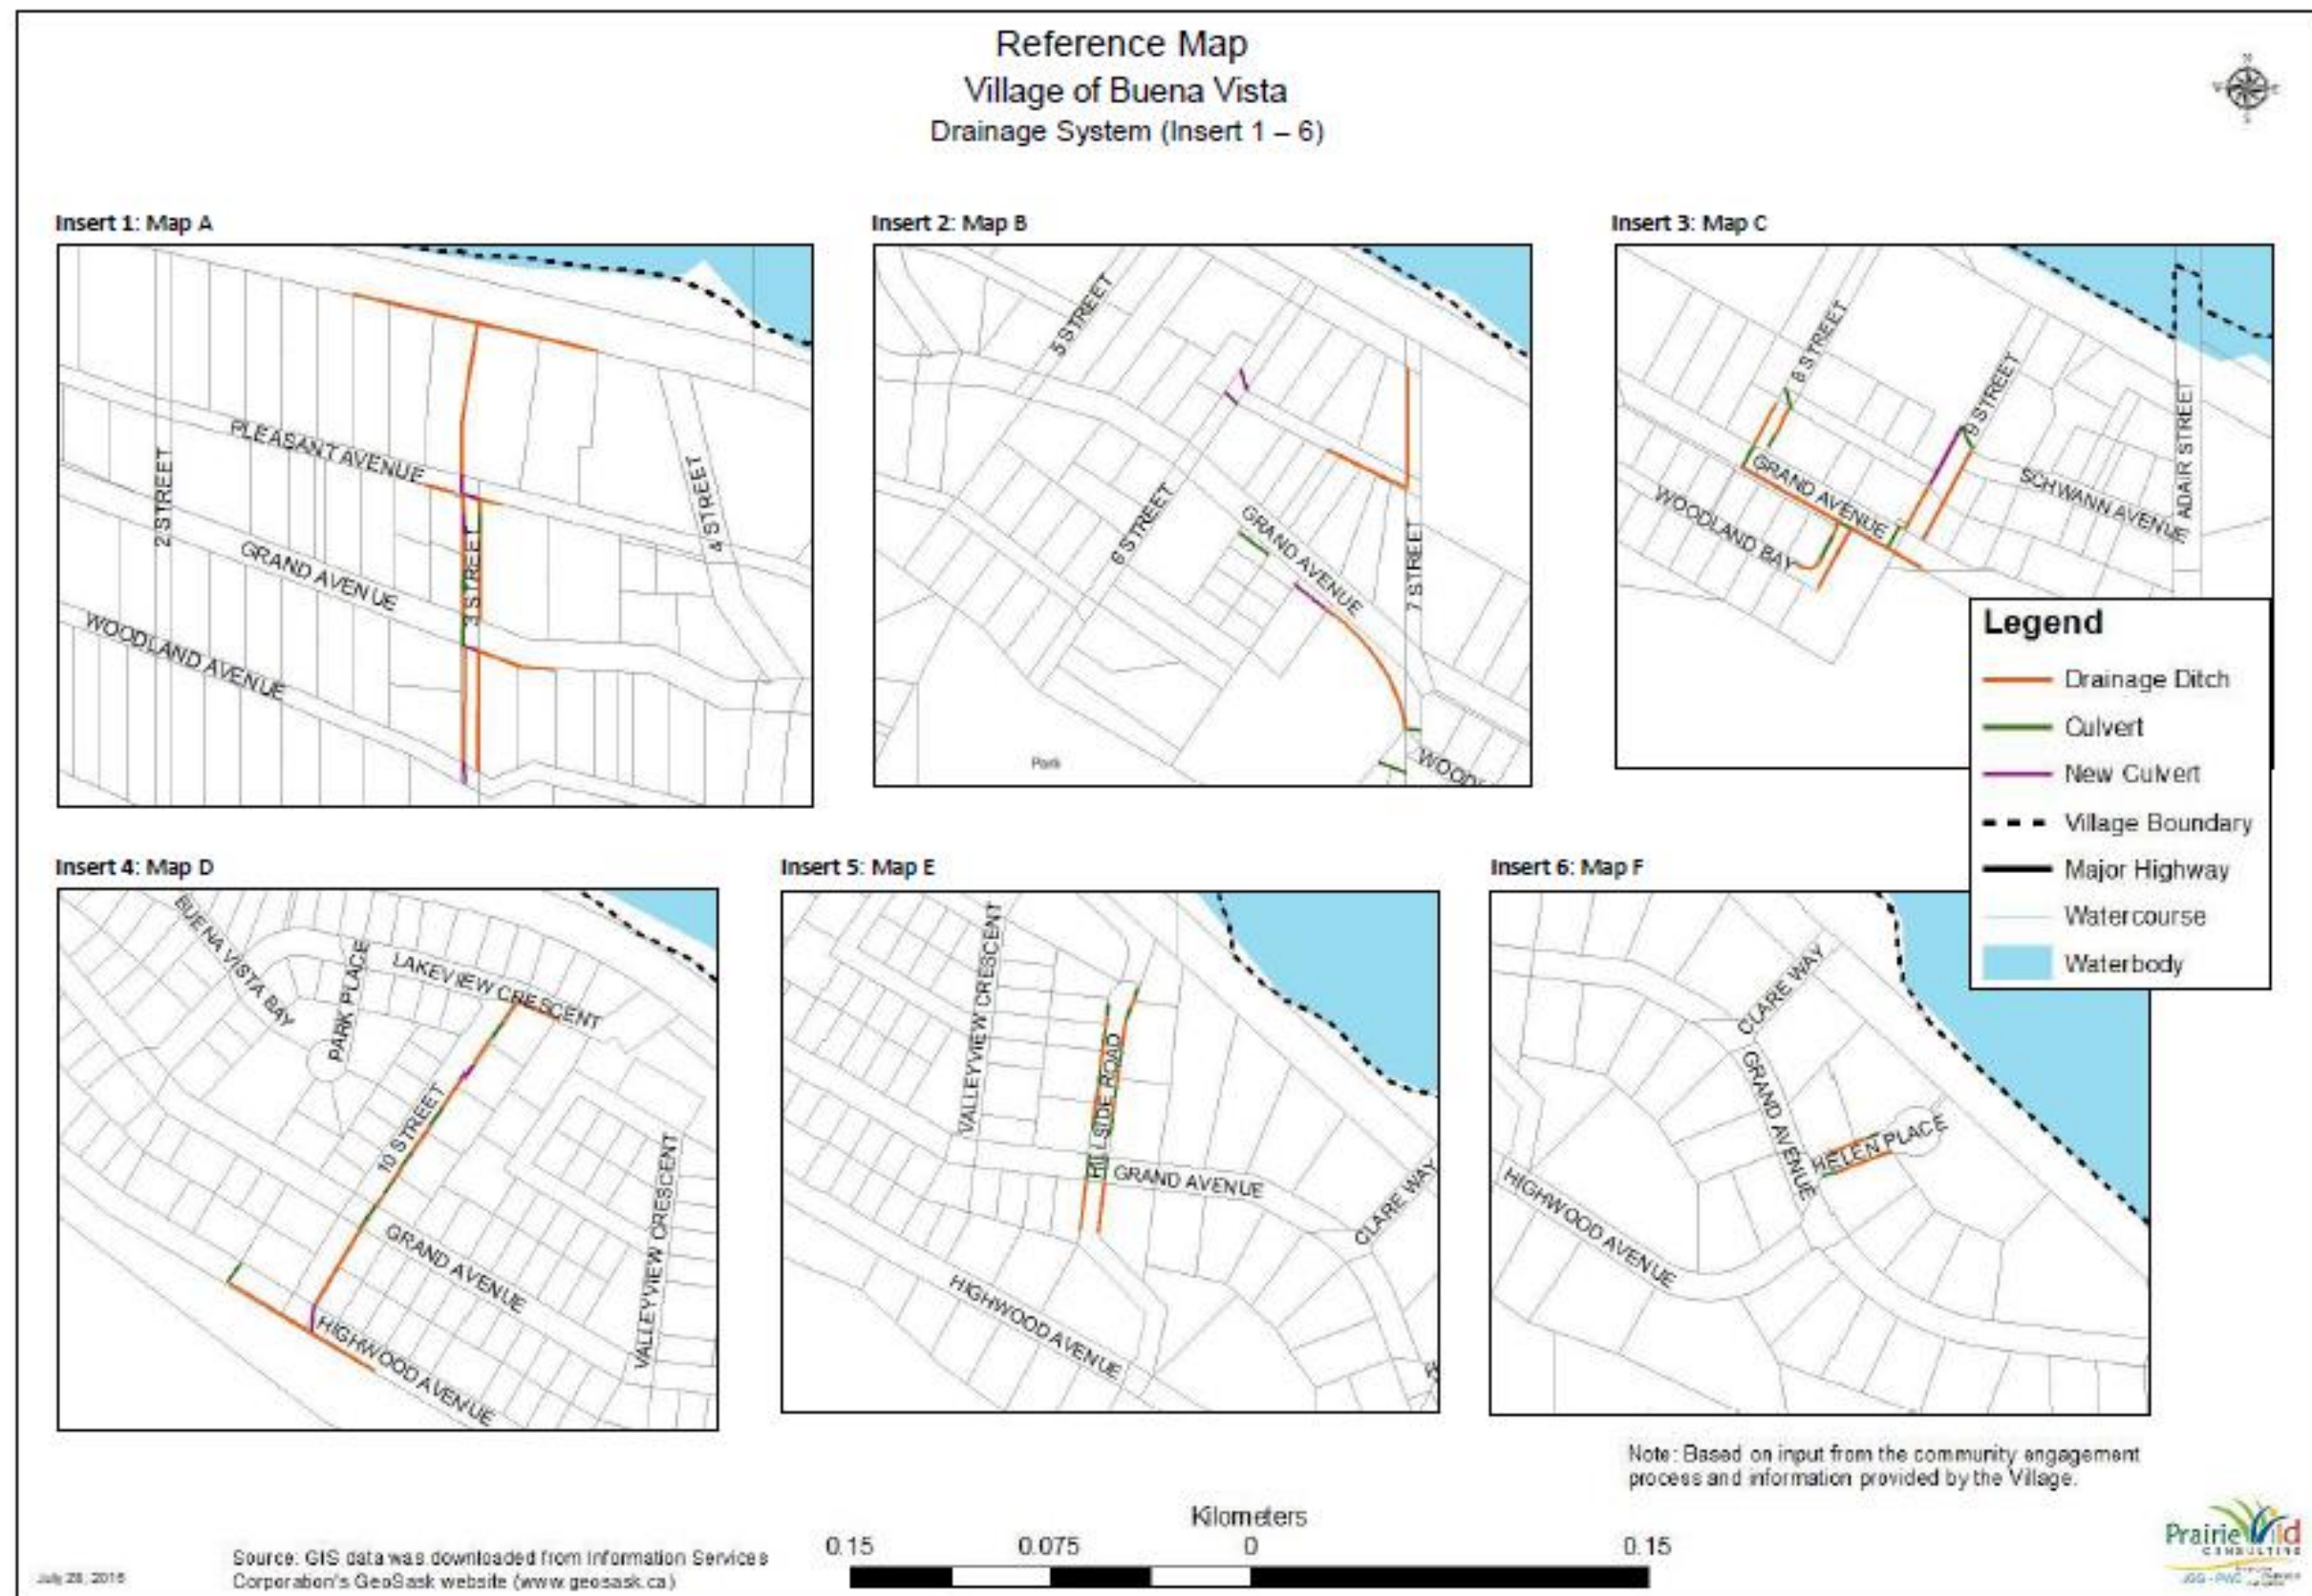 Reference Map
Village of Buena Vista
Drainage System (Insert 1 – 6)
Insert 1: Map A
2 STREET
PLEASANT AVENUE
GRAND AVENUE
WOODLAND AVENUE
3 STREET
4 STREET
Insert 2: Map B
5 STREET
6 STREET
GRAND AVENUE
7 STREET
Park
Insert 3: Map C
8 STREET
9 STREET
ADAIR STREET
GRAND AVENUE
WOODLAND BAY
SCHWANN AVENUE
Legend
Drainage Ditch
Culvert
New Culvert
Village Boundary
Major Highway
Watercourse
Waterbody
Insert 4: Map D
BUENA VISTA BAY
PARK PLACE
LAKEVIEW CRESCENT
10 STREET
GRAND AVENUE
HIGHWOOD AVENUE
VALLEYVIEW CRESCENT
Insert 5: Map E
VALLEYVIEW CRESCENT
HILLSIDE ROAD
GRAND AVENUE
CLARE WAY
HIGHWOOD AVENUE
Insert 6: Map F
CLARE WAY
GRAND AVENUE
HELEN PLACE
HIGHWOOD AVENUE
Note: Based on input from the community engagement
process and information provided by the Village.
Kilometers
0.15 0.075 0 0.15
Source: GIS data was downloaded from Information Services
Corporation's GeoSask website (www.geosask.ca)
Prairie Wild
CONSULTING